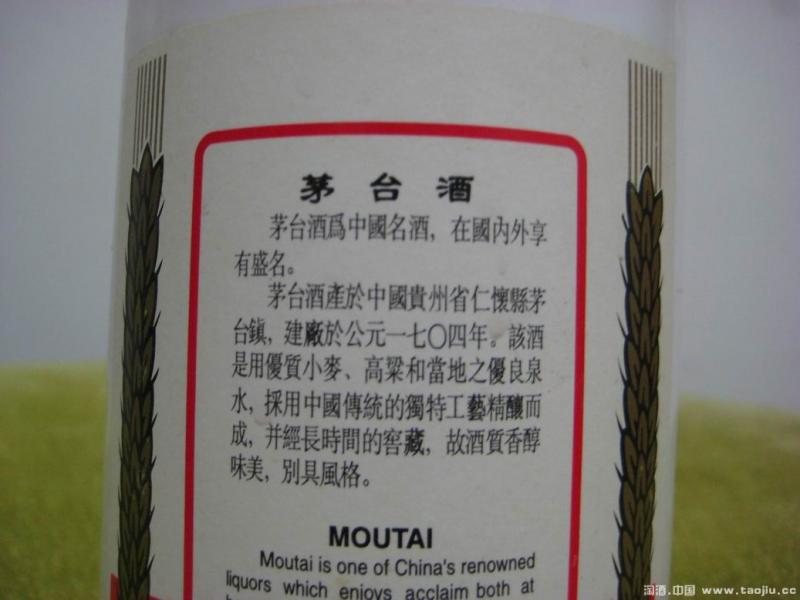 茅台酒
茅台酒爲中國名酒，在國内外享
有盛名。
茅台酒產於中國貴州省仁懷縣茅
台鎮，建廠於公元一七〇四年。該酒
是用優質小麥、高粱和當地之優良泉
水，採用中國傳統的獨特工藝精釀而
成，并經長時間的窖藏，故酒質香醇
味美，別具風格。
MOUTAI
Moutai is one of China's renowned
liquors which enjoys acclaim both at
淘酒.中国 www.taojiu.cc